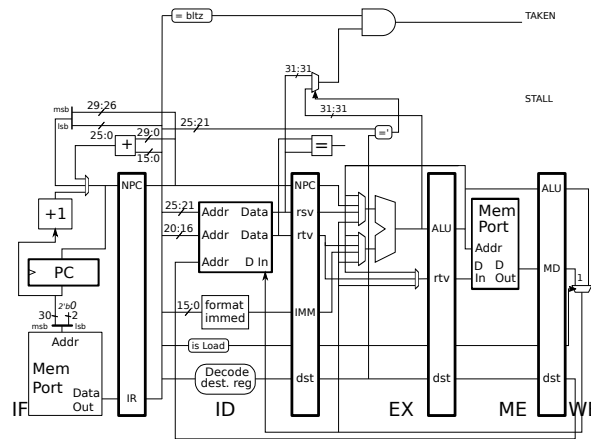 = bltz
TAKEN
31:31
STALL
msb
29:26
31:31
lsb
25:0
25:21
='
+
29:0
15:0
=
NPC
NPC
ALU
25:21
Addr
Data
rsv
Mem
Port
+1
20:16
Addr
Data
rtv
ALU
Addr
PC
Addr
D In
D
In
D
Out
MD
rtv
1
2'b0
30
2
15:0
format
immed
IMM
msb
lsb
Addr
is Load
Mem
Port
Decode
dest. reg
dst
dst
dst
Data
Out
IR
IF
ID
EX
ME